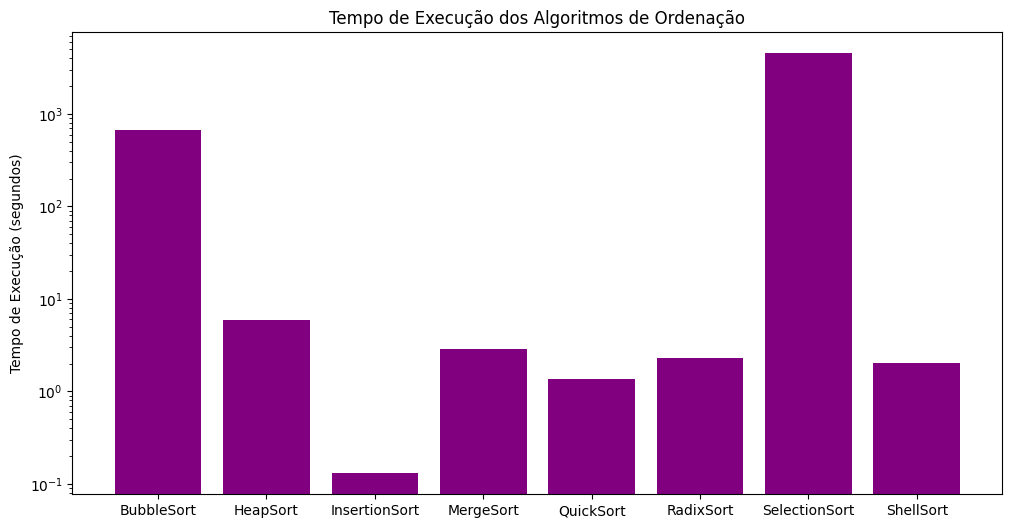 Tempo de Execução dos Algoritmos de Ordenação
Tempo de Execução (segundos)
10³
10²
10¹
10⁰
10⁻¹
BubbleSort HeapSort InsertionSort MergeSort QuickSort RadixSort SelectionSort ShellSort